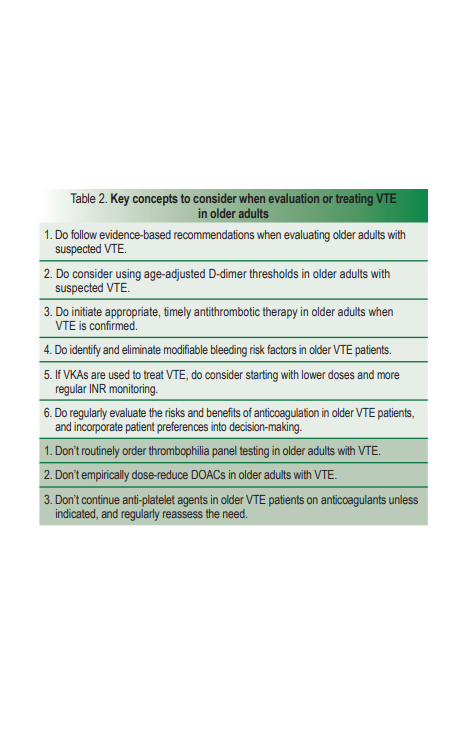 Table 2. Key concepts to consider when evaluation or treating VTE
in older adults
1. Do follow evidence-based recommendations when evaluating older adults with
suspected VTE.
2. Do consider using age-adjusted D-dimer thresholds in older adults with
suspected VTE.
3. Do initiate appropriate, timely antithrombotic therapy in older adults when
VTE is confirmed.
4. Do identify and eliminate modifiable bleeding risk factors in older VTE patients.
5. If VKAs are used to treat VTE, do consider starting with lower doses and more
regular INR monitoring.
6. Do regularly evaluate the risks and benefits of anticoagulation in older VTE patients,
and incorporate patient preferences into decision-making.
1. Don't routinely order thrombophilia panel testing in older adults with VTE.
2. Don't empirically dose-reduce DOACs in older adults with VTE.
3. Don't continue anti-platelet agents in older VTE patients on anticoagulants unless
indicated, and regularly reassess the need.